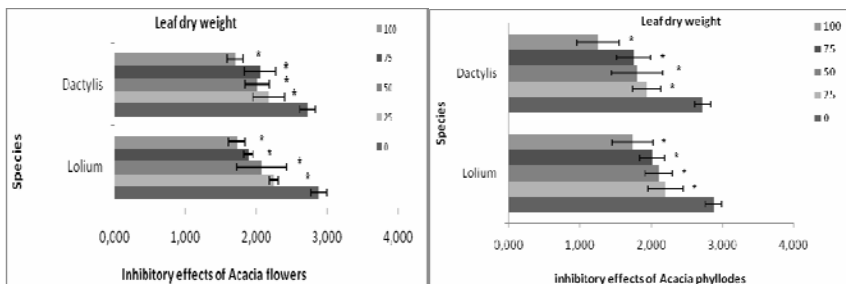 Leaf dry weight
Species
Dactylis
Lolium
* * * *
* * * *
100
75
50
25
0
0,000 1,000 2,000 3,000 4,000
Inhibitory effects of Acacia flowers
Leaf dry weight
Species
Dactylis
Lolium
* * * *
* * * *
100
75
50
25
0
0,000 1,000 2,000 3,000 4,000
inhibitory effects of Acacia phyllodes